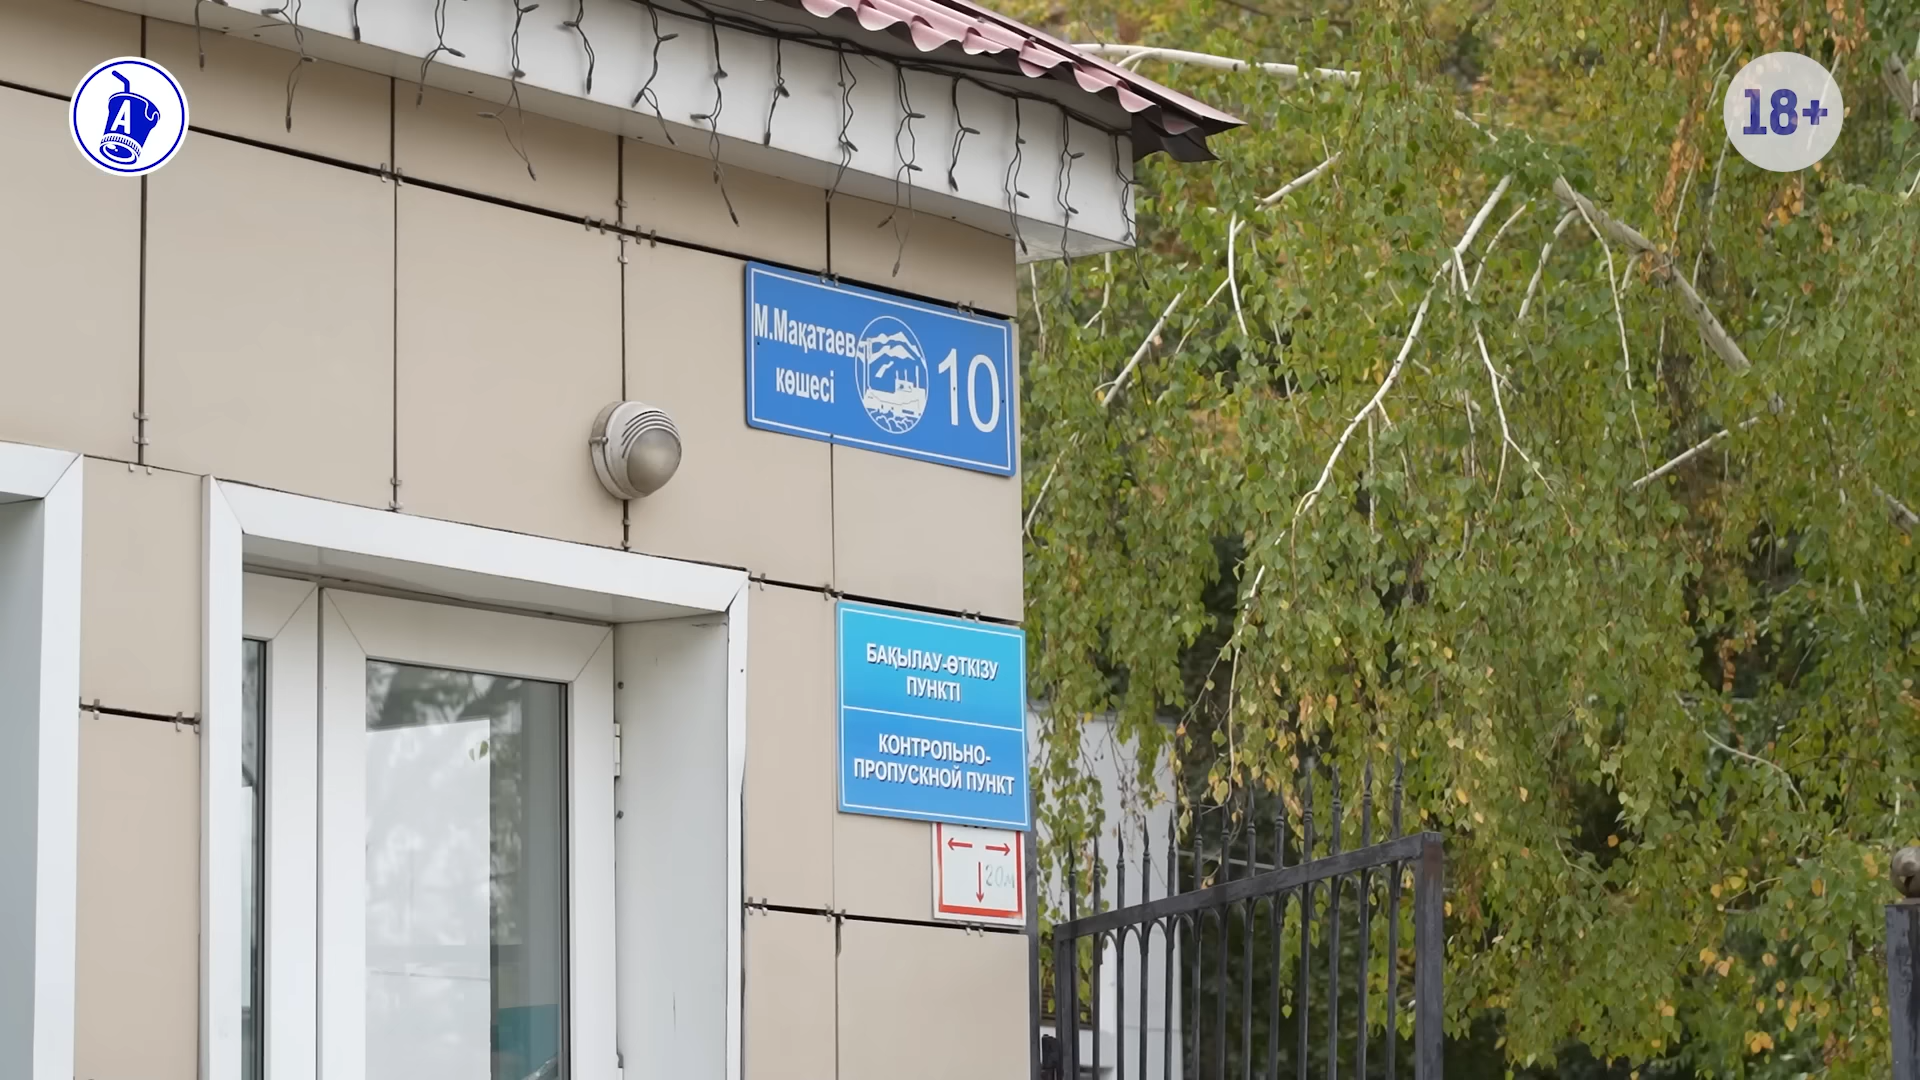 А
18+
М.Мақатаев
көшесі
10
БАҚЫЛАУ-ӨТКІЗУ
ПУНКТІ
КОНТРОЛЬНО-
ПРОПУСКНОЙ ПУНКТ
20м